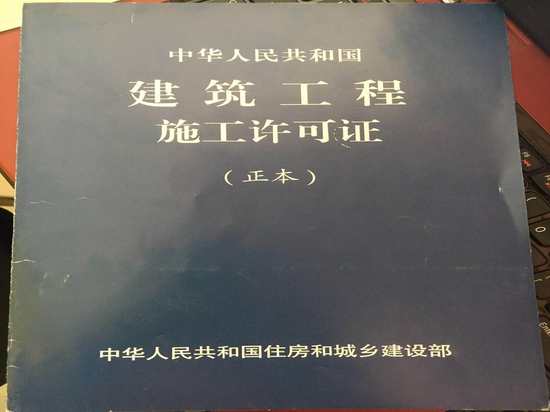 中华人民共和国
建筑工程
施工许可证
（正本）
中华人民共和国住房和城乡建设部